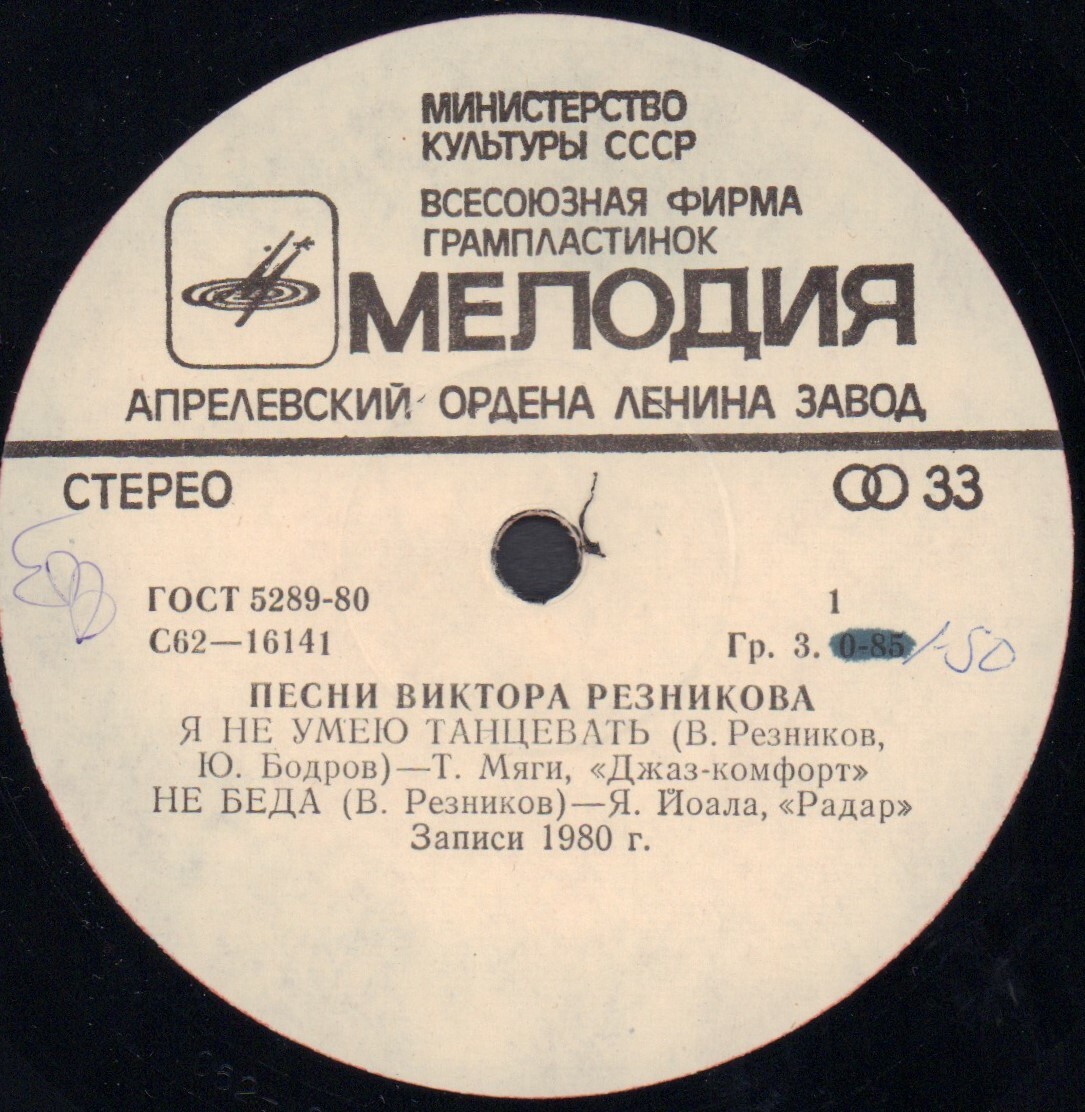 МИНИСТЕРСТВО
КУЛЬТУРЫ СССР
ВСЕСОЮЗНАЯ ФИРМА
ГРАМПЛАСТИНОК
МЕЛОДИЯ
АПРЕЛЕВСКИЙ ОРДЕНА ЛЕНИНА ЗАВОД
СТЕРЕО 33
ГОСТ 5289-80 1
С62—16141 Гр. 3. 0-85 1-50
ПЕСНИ ВИКТОРА РЕЗНИКОВА
Я НЕ УМЕЮ ТАНЦЕВАТЬ (В. Резников,
Ю. Бодров)—Т. Мяги, «Джаз-комфорт»
НЕ БЕДА (В. Резников)—Я. Йоала, «Радар»
Записи 1980 г.